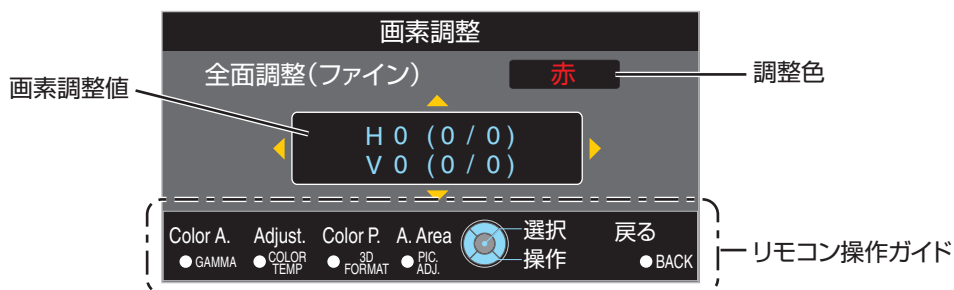 画素調整
全面調整(ファイン)
赤
画素調整値
調整色
H 0 (0 / 0)
V 0 (0 / 0)
Color A.
GAMMA
Adjust.
COLOR
TEMP
Color P.
3D
FORMAT
A. Area
PIC.
ADJ.
選択
操作
戻る
BACK
リモコン操作ガイド